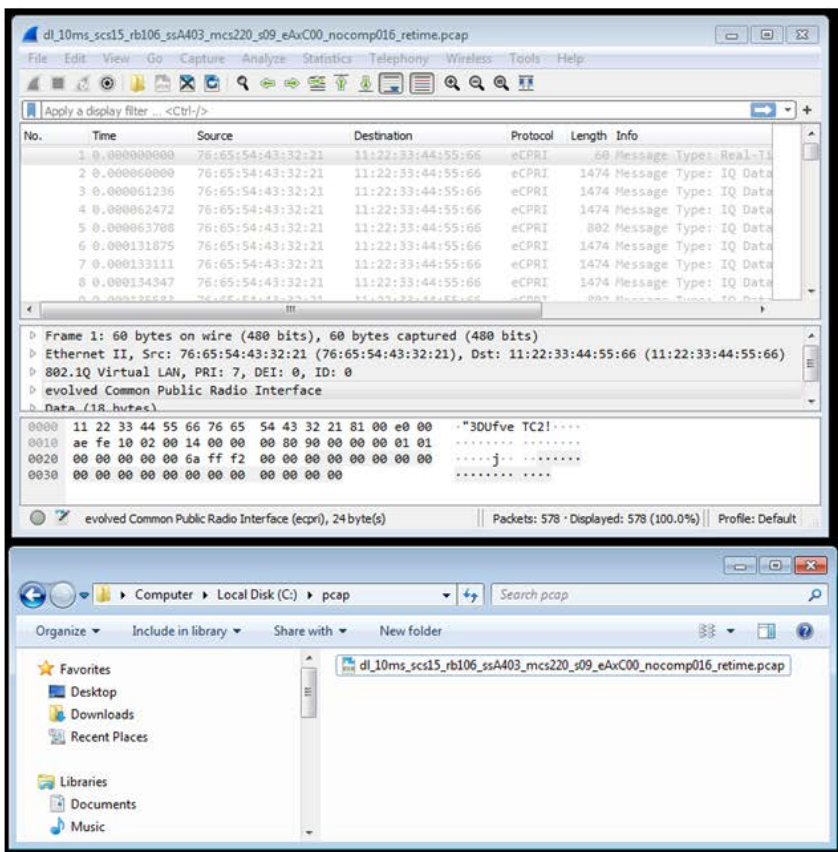 dl_10ms_scs15_rb106_ssA403_mcs220_s09_eAxC00_nocomp016_retime.pcap
File Edit View Go Capture Analyze Statistics Telephony Wireless Tools Help
Apply a display filter ... <Ctrl-/>
No. Time Source Destination Protocol Length Info
1 0.000000000 76:65:54:43:32:21 11:22:33:44:55:66 eCPRI 60 Message Type: Real-Ti
2 0.000060000 76:65:54:43:32:21 11:22:33:44:55:66 eCPRI 1474 Message Type: IQ Data
3 0.000061236 76:65:54:43:32:21 11:22:33:44:55:66 eCPRI 1474 Message Type: IQ Data
4 0.000062472 76:65:54:43:32:21 11:22:33:44:55:66 eCPRI 1474 Message Type: IQ Data
5 0.000063708 76:65:54:43:32:21 11:22:33:44:55:66 eCPRI 802 Message Type: IQ Data
6 0.000131875 76:65:54:43:32:21 11:22:33:44:55:66 eCPRI 1474 Message Type: IQ Data
7 0.000133111 76:65:54:43:32:21 11:22:33:44:55:66 eCPRI 1474 Message Type: IQ Data
8 0.000134347 76:65:54:43:32:21 11:22:33:44:55:66 eCPRI 1474 Message Type: IQ Data
Frame 1: 60 bytes on wire (480 bits), 60 bytes captured (480 bits)
Ethernet II, Src: 76:65:54:43:32:21 (76:65:54:43:32:21), Dst: 11:22:33:44:55:66 (11:22:33:44:55:66)
802.1Q Virtual LAN, PRI: 7, DEI: 0, ID: 0
evolved Common Public Radio Interface
Data (18 bytes)
0000 11 22 33 44 55 66 76 65 54 43 32 21 81 00 e0 00 ·"3DUfve TC2!····
0010 ae fe 10 02 00 14 00 00 00 80 90 00 00 00 01 01 ········ ········
0020 00 00 00 00 00 6a ff f2 00 00 00 00 00 00 00 00 ·····j·· ········
0030 00 00 00 00 00 00 00 00 00 00 00 00 ········ ····
evolved Common Public Radio Interface (ecpri), 24 byte(s) Packets: 578 · Displayed: 578 (100.0%) Profile: Default
Computer Local Disk (C:) pcap Search pcap
Organize Include in library Share with New folder
Favorites
dl_10ms_scs15_rb106_ssA403_mcs220_s09_eAxC00_nocomp016_retime.pcap
Desktop
Downloads
Recent Places
Libraries
Documents
Music